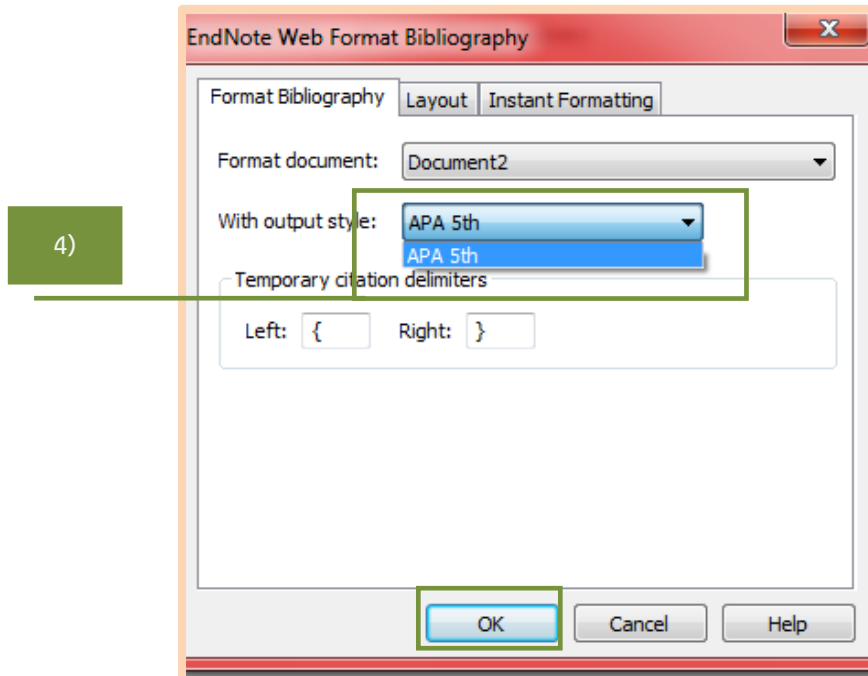 EndNote Web Format Bibliography
X
Format Bibliography Layout Instant Formatting
Format document: Document2
4)
With output style: APA 5th
APA 5th
Temporary citation delimiters
Left: { Right: }
OK Cancel Help